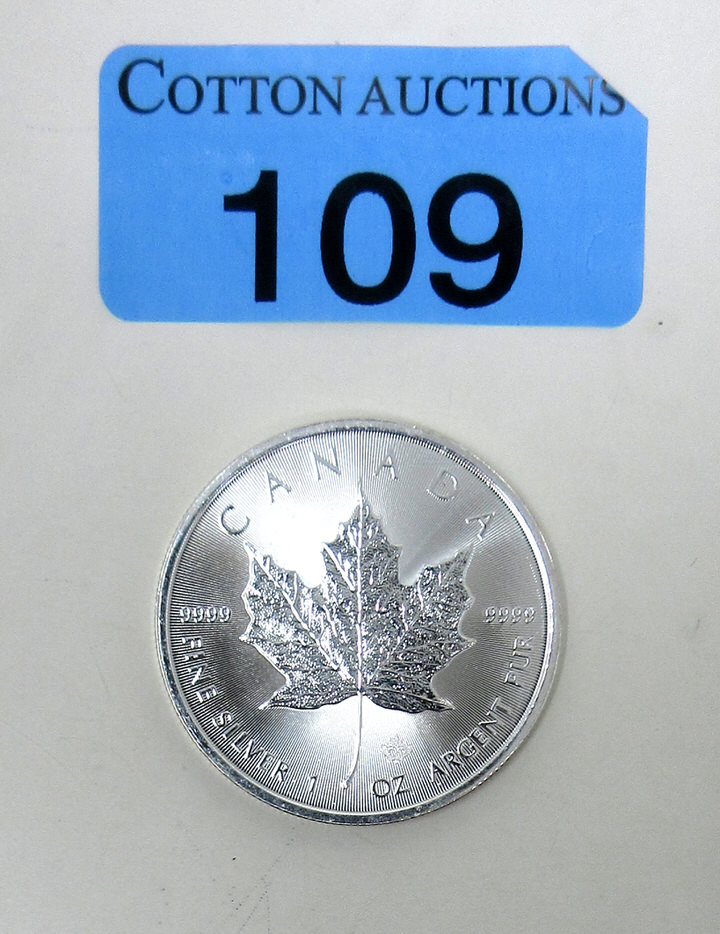 COTTON AUCTIONS
109
CANADA
9999 9999
FINE SILVER 1 OZ ARGENT PUR